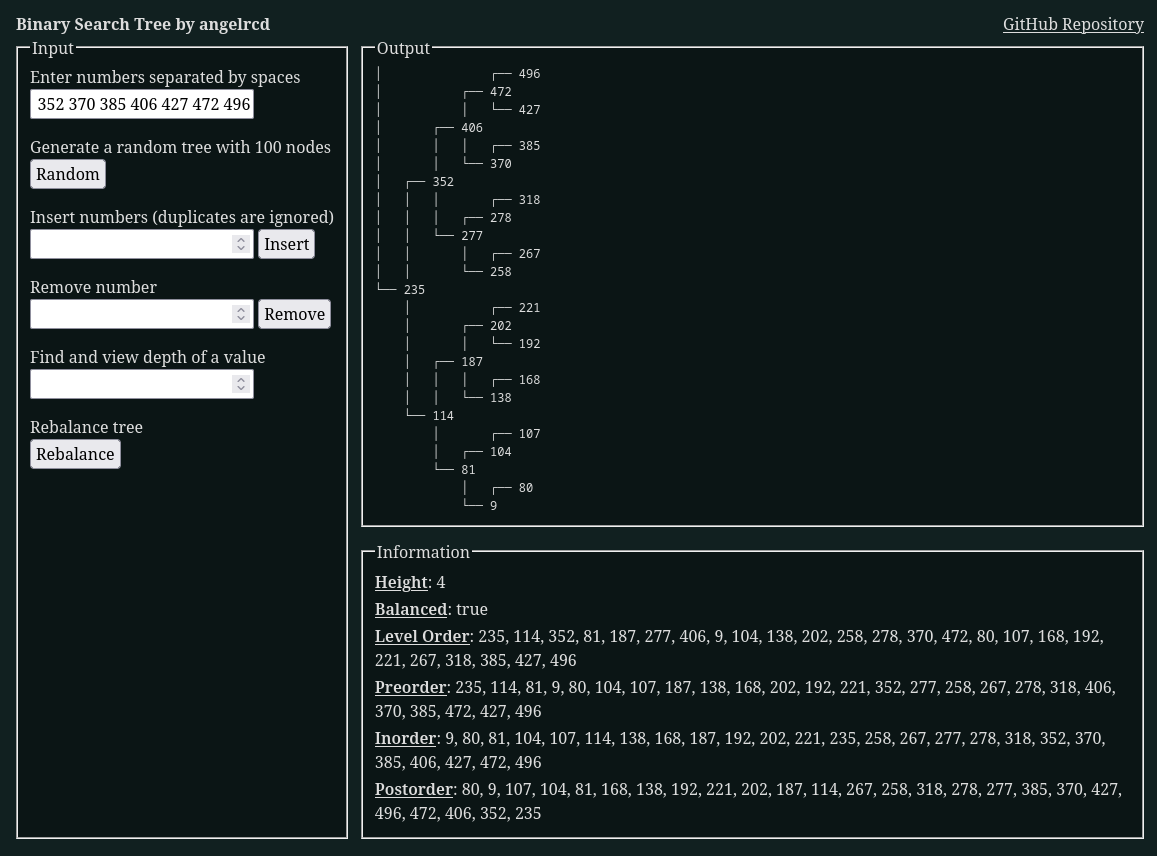 Binary Search Tree by angelrcd
GitHub Repository
Input
Enter numbers separated by spaces
352 370 385 406 427 472 496
Generate a random tree with 100 nodes
Random
Insert numbers (duplicates are ignored)
Insert
Remove number
Remove
Find and view depth of a value
Rebalance tree
Rebalance
Output
│               ┌── 496
│           ┌── 472
│           │   └── 427
│       ┌── 406
│       │   │   ┌── 385
│       │   └── 370
│   ┌── 352
│   │   │       ┌── 318
│   │   │   ┌── 278
│   │   └── 277
│   │       │   ┌── 267
│   │       └── 258
└── 235
    │           ┌── 221
    │       ┌── 202
    │       │   └── 192
    │   ┌── 187
    │   │   │   ┌── 168
    │   │   └── 138
    └── 114
        │       ┌── 107
        │   ┌── 104
        └── 81
            │   ┌── 80
            └── 9
Information
Height: 4
Balanced: true
Level Order: 235, 114, 352, 81, 187, 277, 406, 9, 104, 138, 202, 258, 278, 370, 472, 80, 107, 168, 192,
221, 267, 318, 385, 427, 496
Preorder: 235, 114, 81, 9, 80, 104, 107, 187, 138, 168, 202, 192, 221, 352, 277, 258, 267, 278, 318, 406,
370, 385, 472, 427, 496
Inorder: 9, 80, 81, 104, 107, 114, 138, 168, 187, 192, 202, 221, 235, 258, 267, 277, 278, 318, 352, 370,
385, 406, 427, 472, 496
Postorder: 80, 9, 107, 104, 81, 168, 138, 192, 221, 202, 187, 114, 267, 258, 318, 278, 277, 385, 370, 427,
496, 472, 406, 352, 235